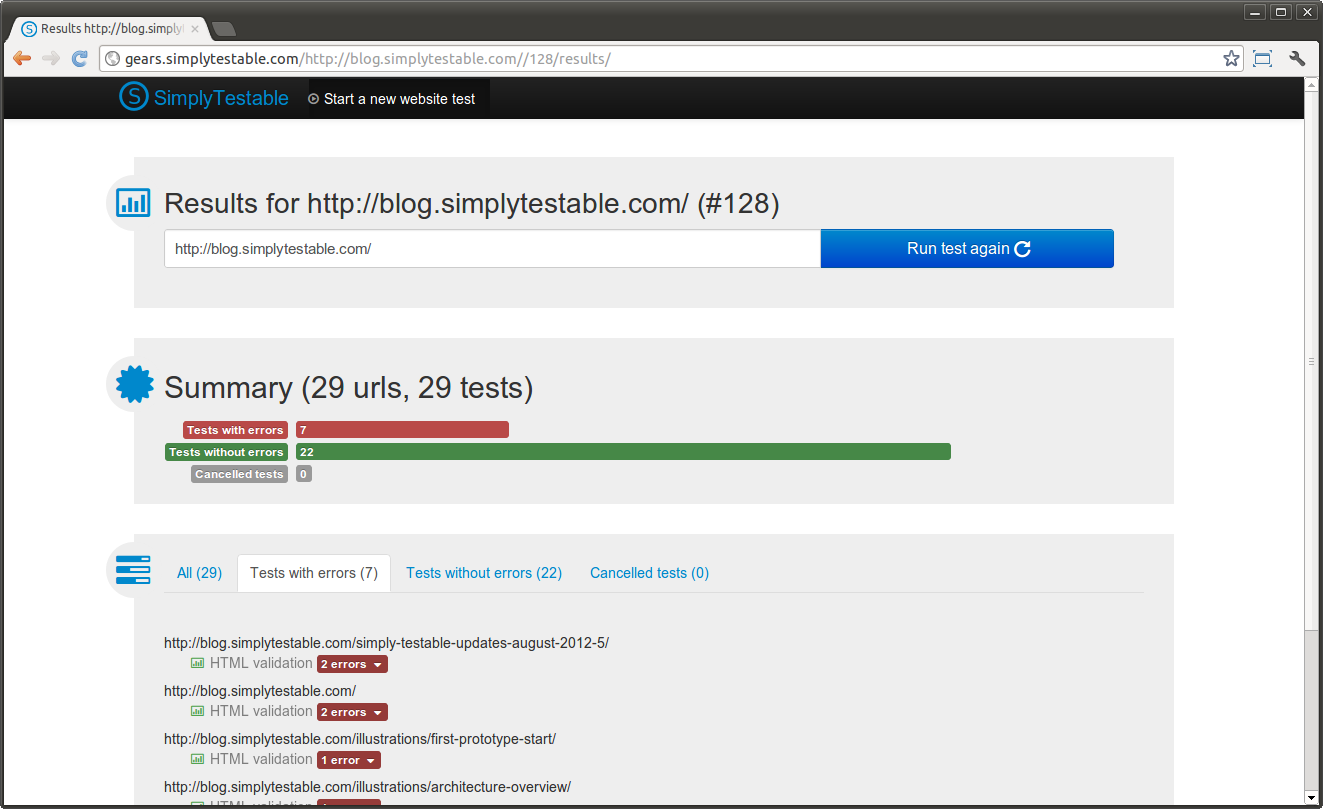 Results http://blog.simply
gears.simplytestable.com/http://blog.simplytestable.com//128/results/
SimplyTestable Start a new website test
Results for http://blog.simplytestable.com/ (#128)
http://blog.simplytestable.com/ Run test again
Summary (29 urls, 29 tests)
Tests with errors 7
Tests without errors 22
Cancelled tests 0
All (29) Tests with errors (7) Tests without errors (22) Cancelled tests (0)
http://blog.simplytestable.com/simply-testable-updates-august-2012-5/
HTML validation 2 errors
http://blog.simplytestable.com/
HTML validation 2 errors
http://blog.simplytestable.com/illustrations/first-prototype-start/
HTML validation 1 error
http://blog.simplytestable.com/illustrations/architecture-overview/
HTML validation